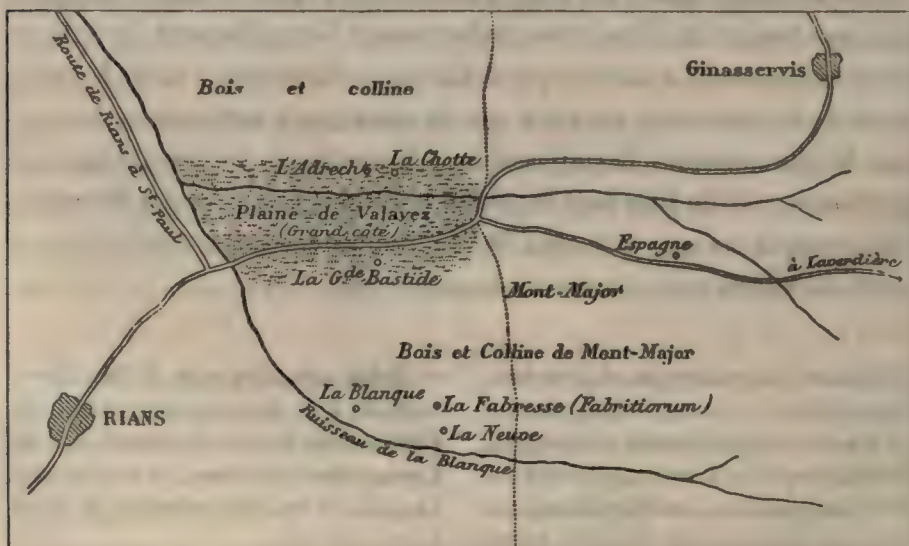 Ginasservis
Bois et colline
Route de Rians à St-Paul
L'Adrech
La Chotte
Plaine de Valavez
(Grand côté)
Espagne
à Laverdière
La Gde Bastide
Mont-Major
Bois et Colline de Mont-Major
La Blanque
La Fabresse (Fabritiorum)
RIANS
La Neuve
Ruisseau de la Blanque